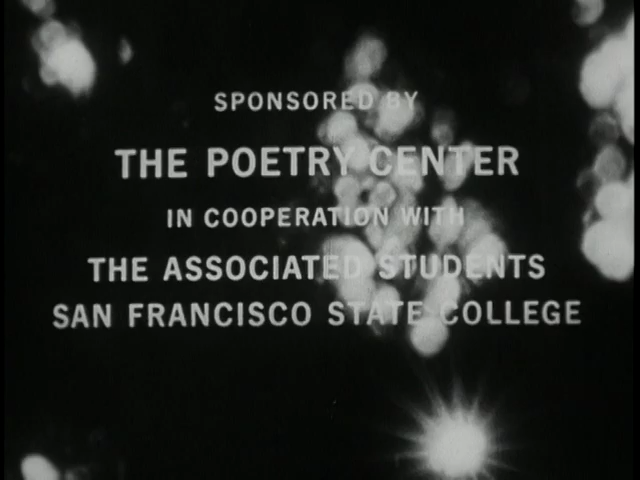 SPONSORED BY
THE POETRY CENTER
IN COOPERATION WITH
THE ASSOCIATED STUDENTS
SAN FRANCISCO STATE COLLEGE